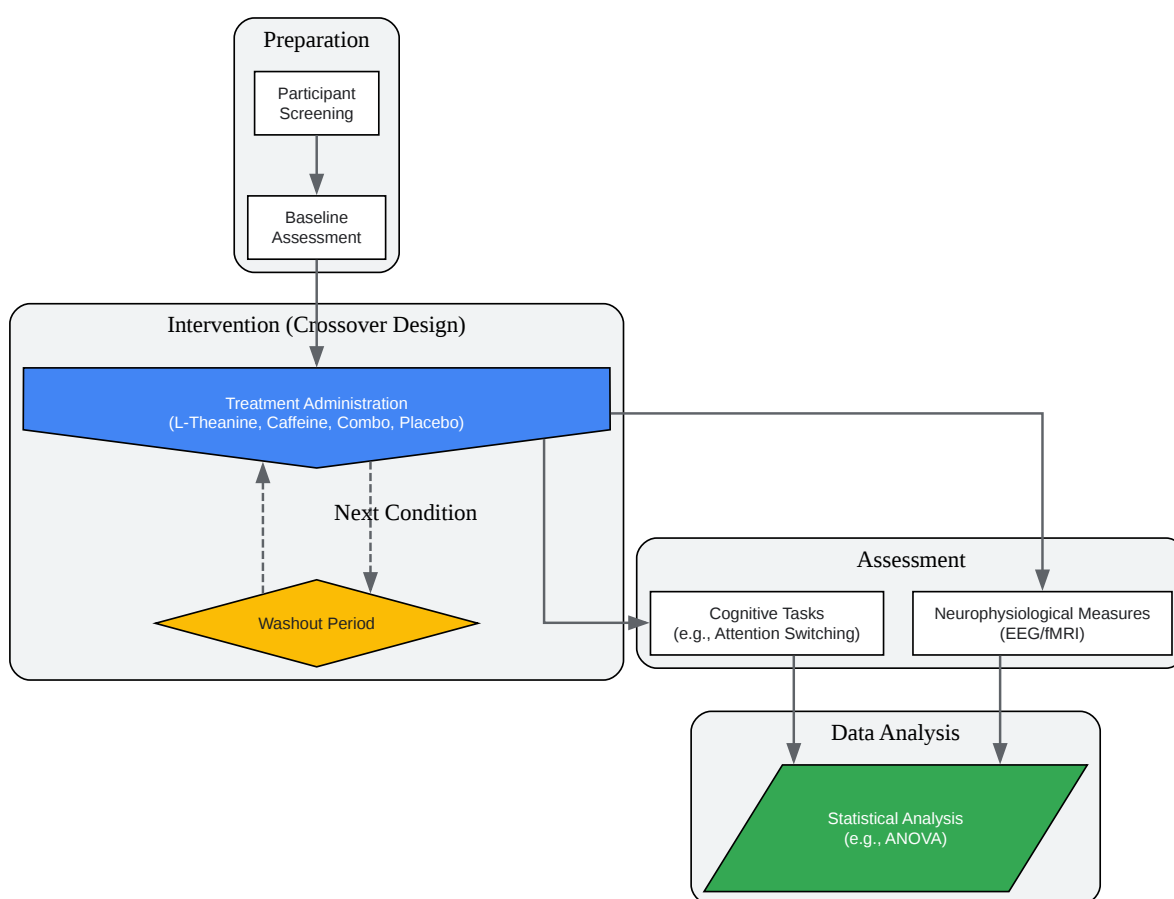 Preparation
Participant
Screening
Baseline
Assessment
Intervention (Crossover Design)
Treatment Administration
(L-Theanine, Caffeine, Combo, Placebo)
Next Condition
Washout Period
Assessment
Cognitive Tasks
(e.g., Attention Switching)
Neurophysiological Measures
(EEG/fMRI)
Data Analysis
Statistical Analysis
(e.g., ANOVA)